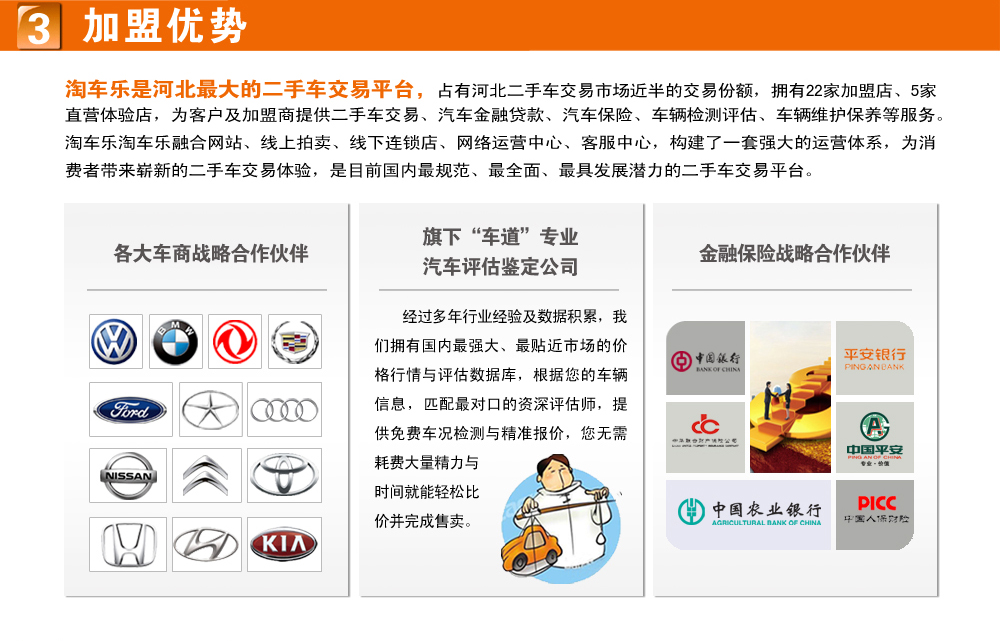 3 加盟优势
淘车乐是河北最大的二手车交易平台，占有河北二手车交易市场近半的交易份额，拥有22家加盟店、5家
直营体验店，为客户及加盟商提供二手车交易、汽车金融贷款、汽车保险、车辆检测评估、车辆维护保养等服务。
淘车乐淘车乐融合网站、线上拍卖、线下连锁店、网络运营中心、客服中心，构建了一套强大的运营体系，为消
费者带来崭新的二手车交易体验，是目前国内最规范、最全面、最具发展潜力的二手车交易平台。
各大车商战略合作伙伴
BMW
Ford
NISSAN
KIA
旗下“车道”专业
汽车评估鉴定公司
经过多年行业经验及数据积累，我
们拥有国内最强大、最贴近市场的价
格行情与评估数据库，根据您的车辆
信息，匹配最对口的资深评估师，提
供免费车况检测与精准报价，您无需
耗费大量精力与
时间就能轻松比、
价并完成售卖。
金融保险战略合作伙伴
中国银行
BANK OF CHINA
平安银行
PING AN BANK
中华联合财产保险公司
中国平安
PING AN OF CHINA
专业·价值
中国农业银行
AGRICULTURAL BANK OF CHINA
PICC
中国人保财险